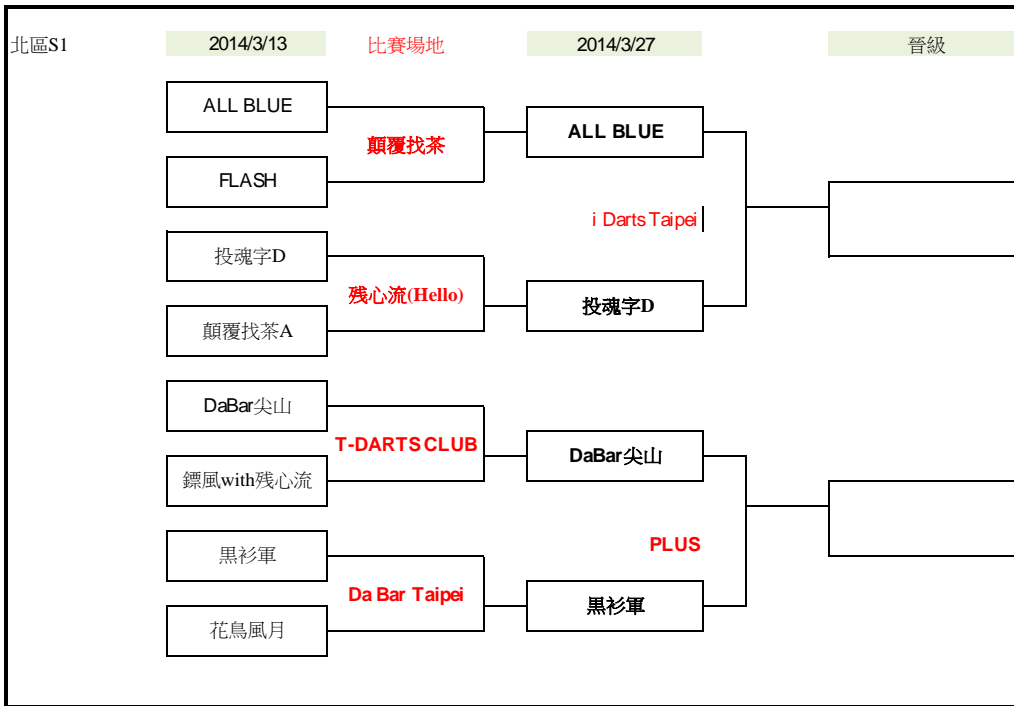 北區S1 2014/3/13 比賽場地 2014/3/27 晉級
ALL BLUE
顛覆找茶
ALL BLUE
FLASH
i Darts Taipei
投魂字D
残心流(Hello)
投魂字D
顛覆找茶A
DaBar尖山
T-DARTS CLUB
DaBar尖山
鏢風with残心流
PLUS
黒衫軍
Da Bar Taipei
黒衫軍
花鳥風月